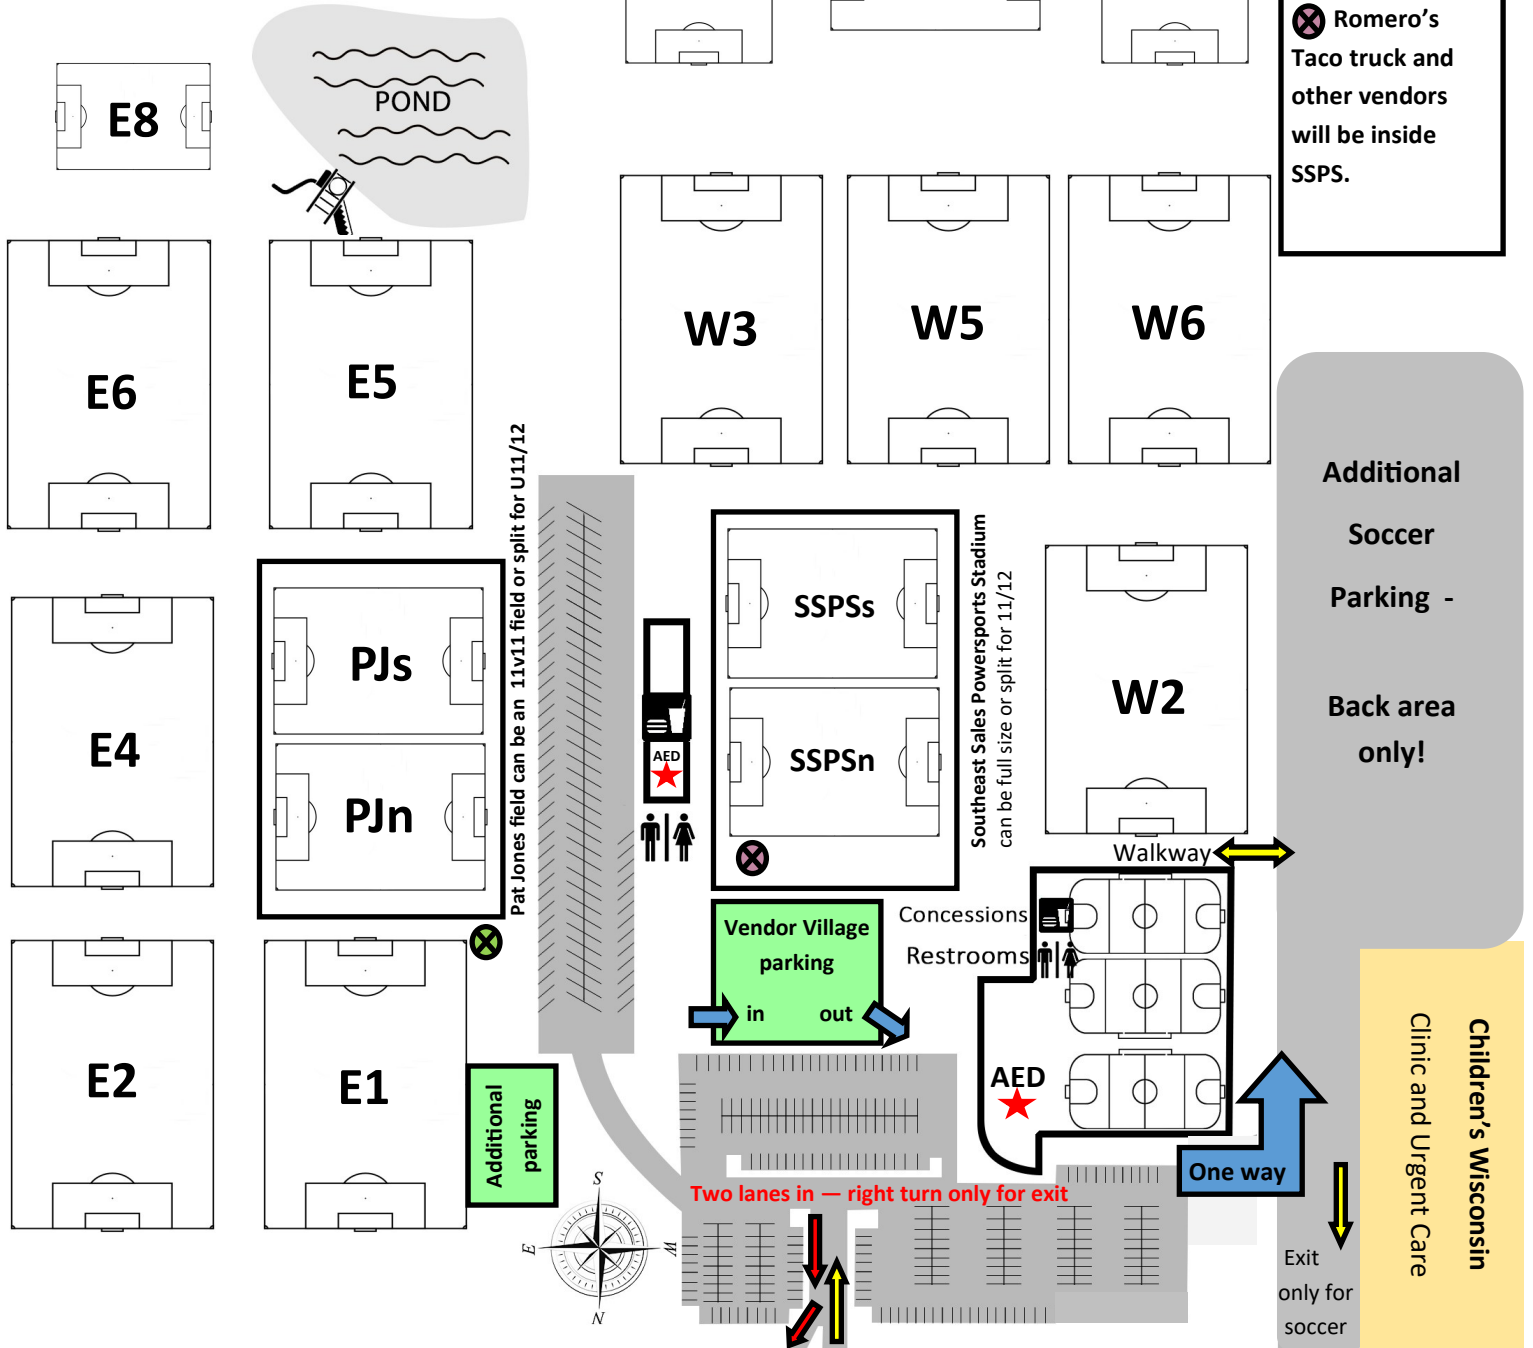 Romero's
Taco truck and
other vendors
will be inside
SSPS.
E8
POND
W3
W5
W6
E6
E5
Additional
Soccer
Parking -
Back area
only!
Pat Jones field can be an 11v11 field or split for U11/12
PJs
PJn
SSPSs
SSPSn
Southeast Sales Powersports Stadium
can be full size or split for 11/12
AED
W2
E4
Walkway
Concessions
Restrooms
Vendor Village
parking
in out
AED
E2
E1
Additional
parking
Children's Wisconsin
Clinic and Urgent Care
One way
Two lanes in — right turn only for exit
S
E
W
N
Exit
only for
soccer